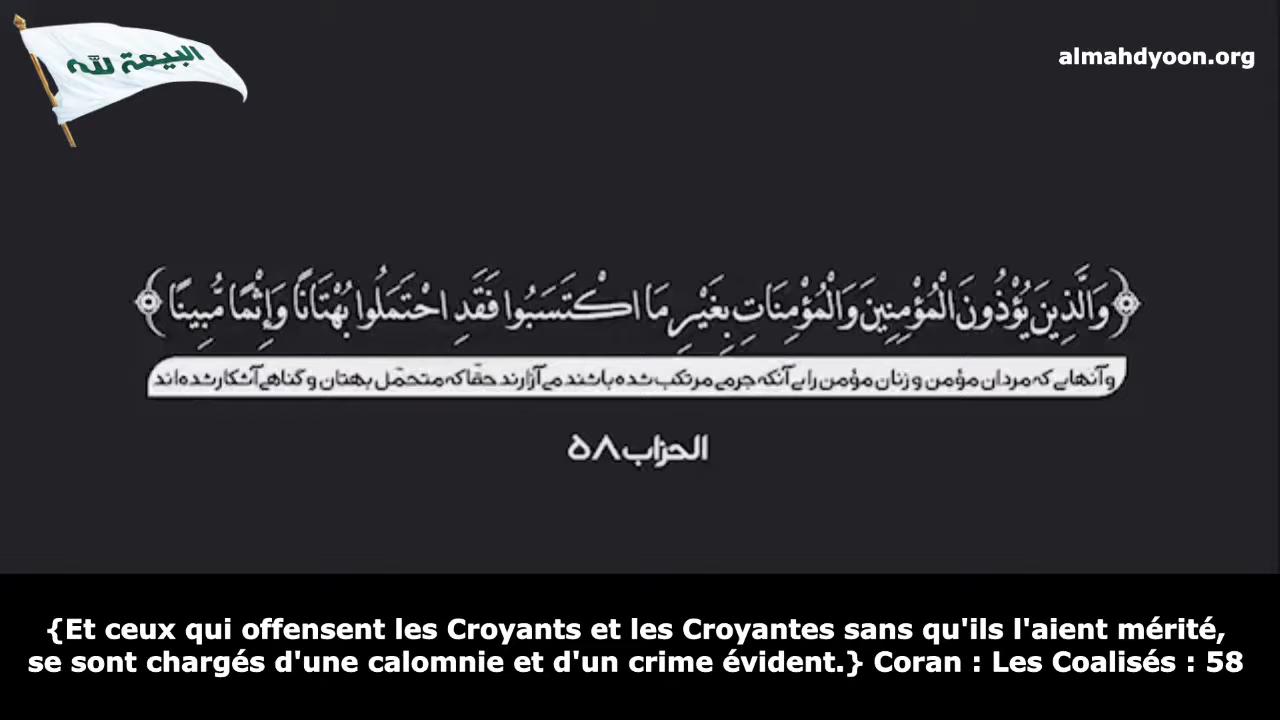 البيعة لله
almahdyoon.org
﴿وَالَّذِينَ يُؤْذُونَ الْمُؤْمِنِينَ وَالْمُؤْمِنَاتِ بِغَيْرِ مَا اكْتَسَبُوا فَقَدِ احْتَمَلُوا بُهْتَانًا وَإِثْمًا مُّبِينًا﴾
و آنهایی که مردان مؤمن و زنان مؤمن را بی آنکه جرمی مرتکب شده باشند می آزارند حقّا که متحمّل بهتان و گناهی آشکار شده اند
الحزاب ۵۸
{Et ceux qui offensent les Croyants et les Croyantes sans qu'ils l'aient mérité,
se sont chargés d'une calomnie et d'un crime évident.} Coran : Les Coalisés : 58